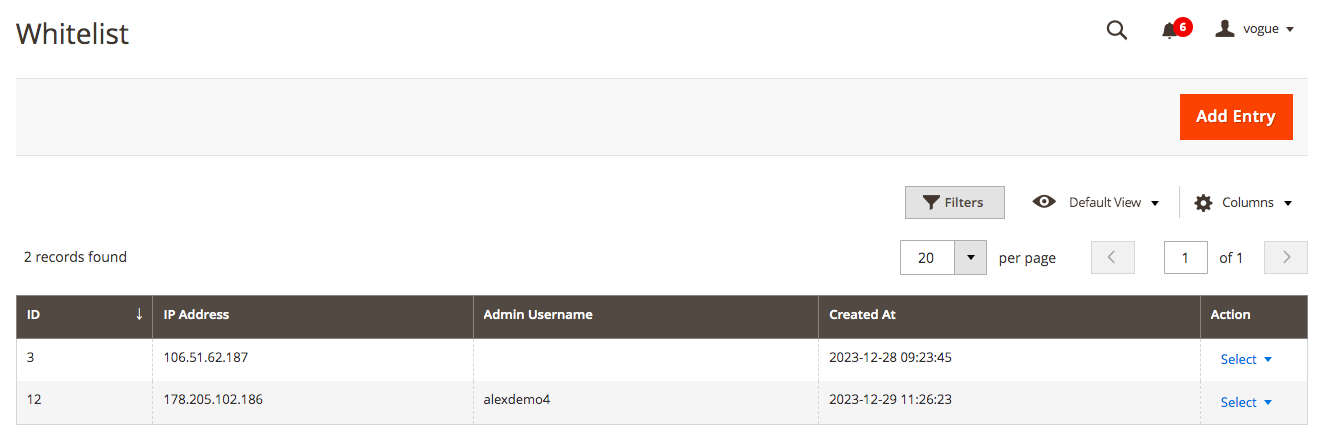 Whitelist
6
vogue
Add Entry
Filters
Default View
Columns
2 records found
20 per page 1 of 1
ID ↓ IP Address Admin Username Created At Action
3 106.51.62.187 2023-12-28 09:23:45 Select
12 178.205.102.186 alexdemo4 2023-12-29 11:26:23 Select